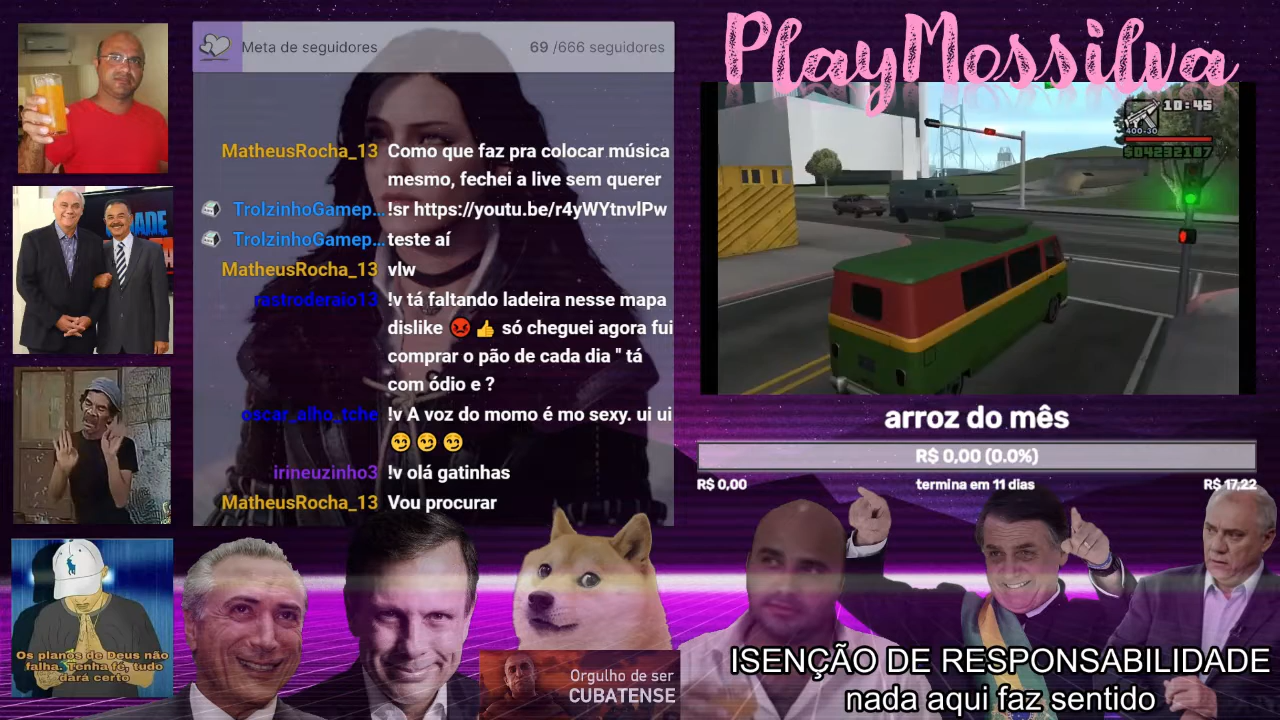 PlayMossilva
Meta de seguidores
69 /666 seguidores
MatheusRocha_13 Como que faz pra colocar música
mesmo, fechei a live sem querer
TrolzinhoGamep... !sr https://youtu.be/r4yWYtnvlPw
TrolzinhoGamep... teste aí
MatheusRocha_13 vlw
rastroderaio13 !v tá faltando ladeira nesse mapa
dislike 😡 👍 só cheguei agora fui
comprar o pão de cada dia " tá
com ódio e ?
oscar_alho_tche !v A voz do momo é mo sexy. ui ui
😏 😏 😏
irineuzinho3 !v olá gatinhas
MatheusRocha_13 Vou procurar
10:45
400-30
$04232187
arroz do mês
R$ 0,00 (0.0%)
R$ 0,00 termina em 11 dias R$ 17,22
Os planos de Deus não
falha. Tenha fé, tudo
dará certo
Orgulho de ser
CUBATENSE
ISENÇÃO DE RESPONSABILIDADE
nada aqui faz sentido